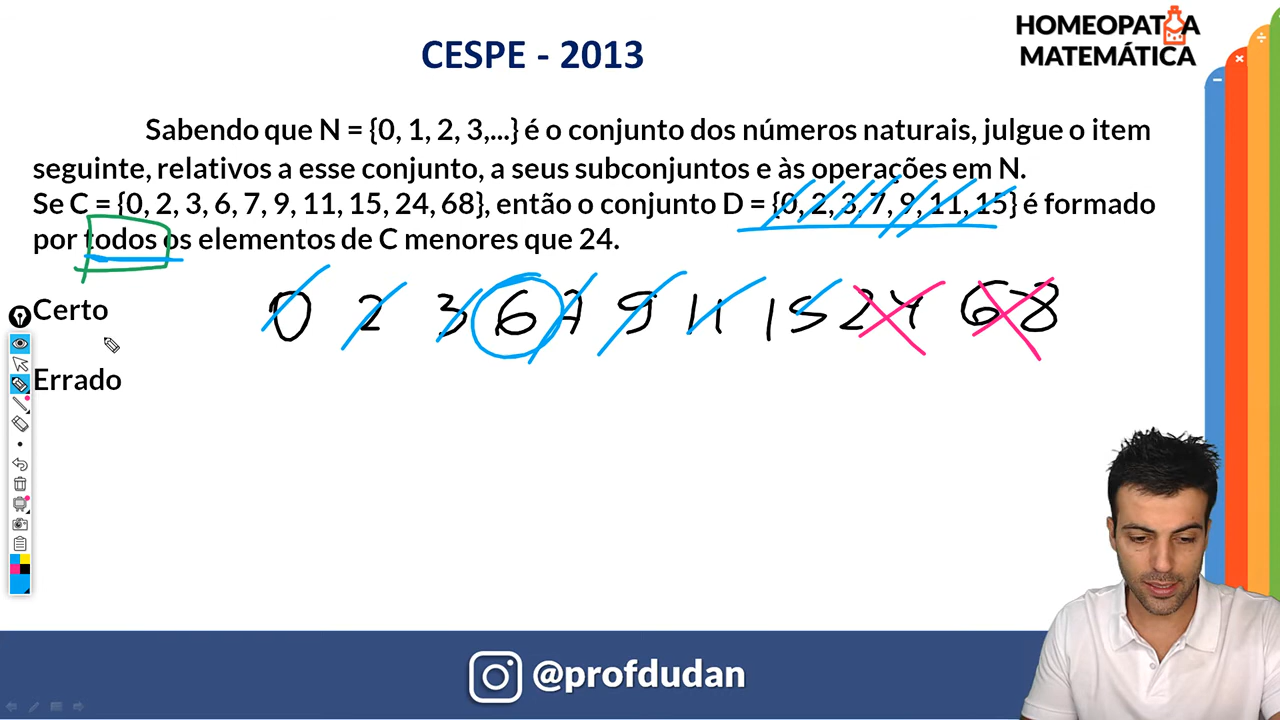 CESPE - 2013
HOMEOPATIA
MATEMÁTICA
Sabendo que N = {0, 1, 2, 3,...} é o conjunto dos números naturais, julgue o item
seguinte, relativos a esse conjunto, a seus subconjuntos e às operações em N.
Se C = {0, 2, 3, 6, 7, 9, 11, 15, 24, 68}, então o conjunto D = {0, 2, 3, 7, 9, 11, 15} é formado
por todos os elementos de C menores que 24.
0 2 3 6 7 9 11 15 24 68
Certo
Errado
@profdudan